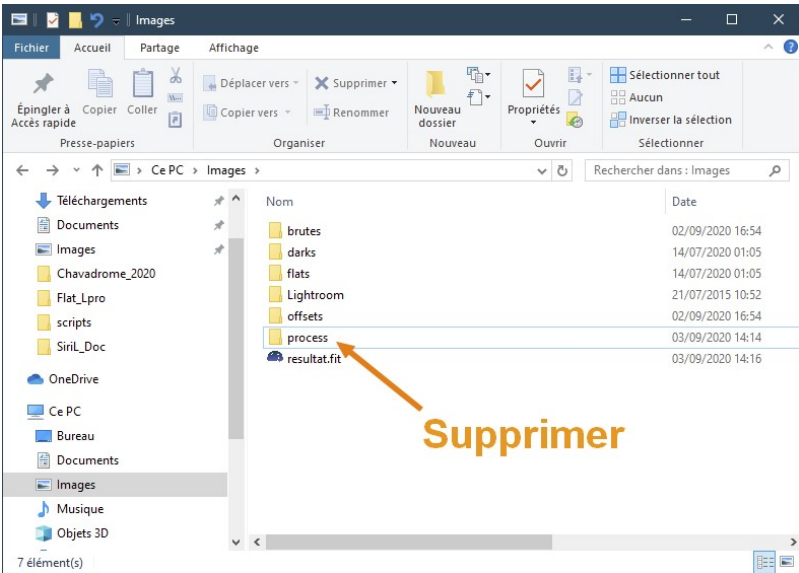 Images
Fichier Accueil Partage Affichage
Épingler à Accès rapide
Copier
Coller
Déplacer vers
Copier vers
Supprimer
Renommer
Nouveau dossier
Propriétés
Sélectionner tout
Aucun
Inverser la sélection
Presse-papiers Organiser Nouveau Ouvrir Sélectionner
Ce PC > Images >
Rechercher dans : Images
Téléchargements
Documents
Images
Chavadrome_2020
Flat_Lpro
scripts
SiriL_Doc
OneDrive
Ce PC
Bureau
Documents
Images
Musique
Objets 3D
Nom Date
brutes 02/09/2020 16:54
darks 14/07/2020 01:05
flats 14/07/2020 01:05
Lightroom 21/07/2015 10:52
offsets 02/09/2020 16:54
process 03/09/2020 14:14
resultat.fit 03/09/2020 14:16
Supprimer
7 élément(s)